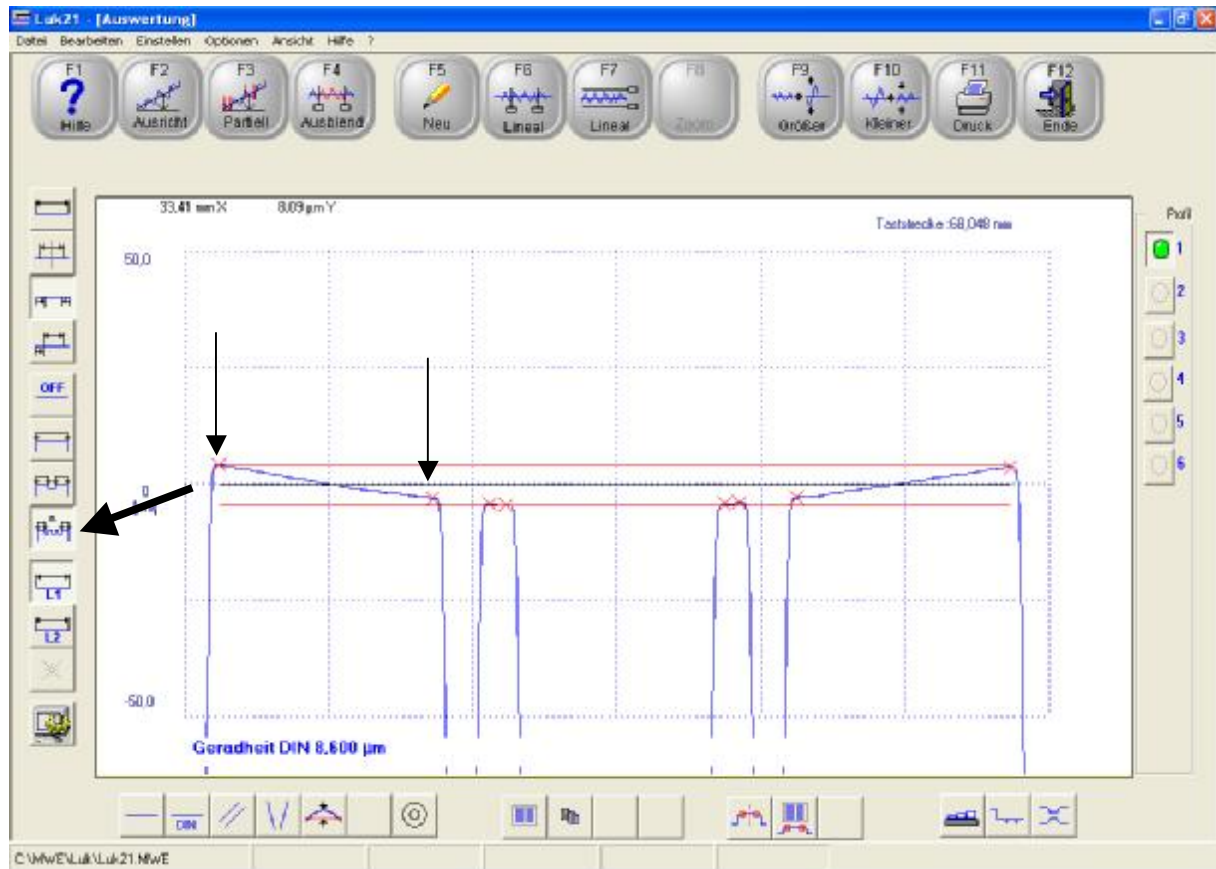 Luk21 - [Auswertung]
Datei Bearbeiten Einstellen Optionen Ansicht Hilfe ?
F1 F2 F3 F4 F5 F6 F7 F8 F9 F10 F11 F12
Hilfe Ausricht Partiell Ausblend Neu Lineal Lineal Zoom Größer Kleiner Druck Ende
33,41 mm X 8,09 µm Y
Taststrecke :68,048 mm
Profil
50,0
1
2
3
4
OFF
5
6
0
L1
L2
-50,0
Geradheit DIN 8,600 µm
DIN
C:\MwE\Luk\Luk21.MwE